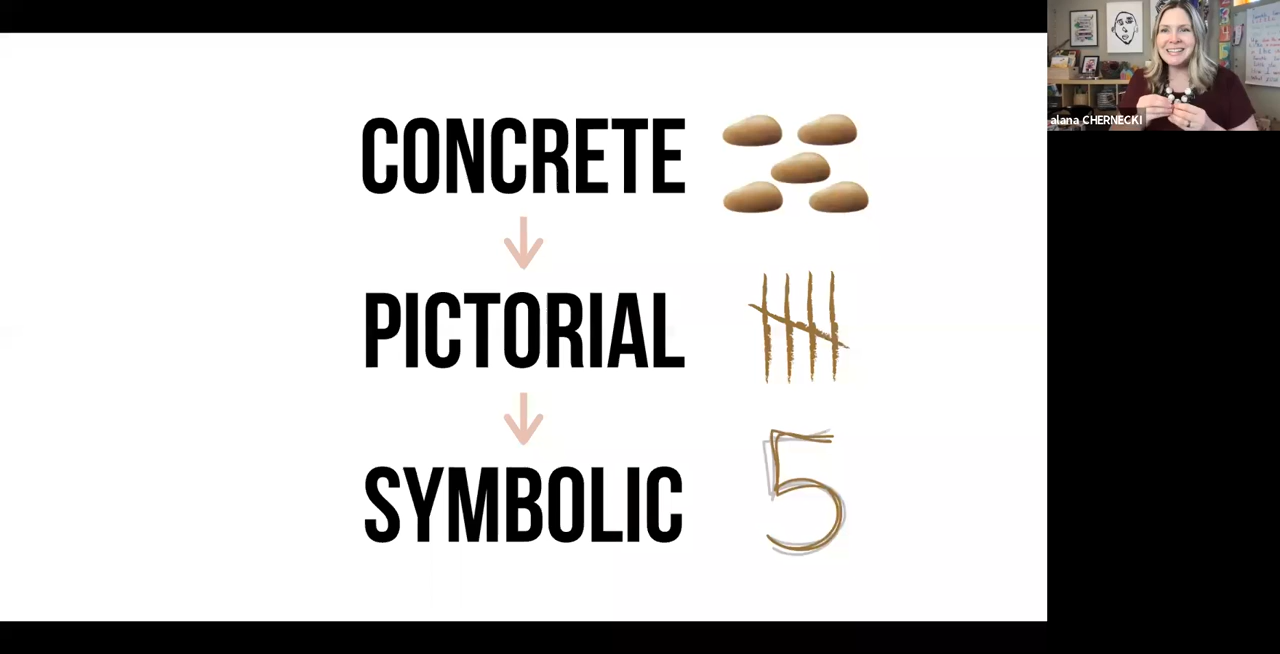 CONCRETE
PICTORIAL
SYMBOLIC
5
alana CHERNECKI